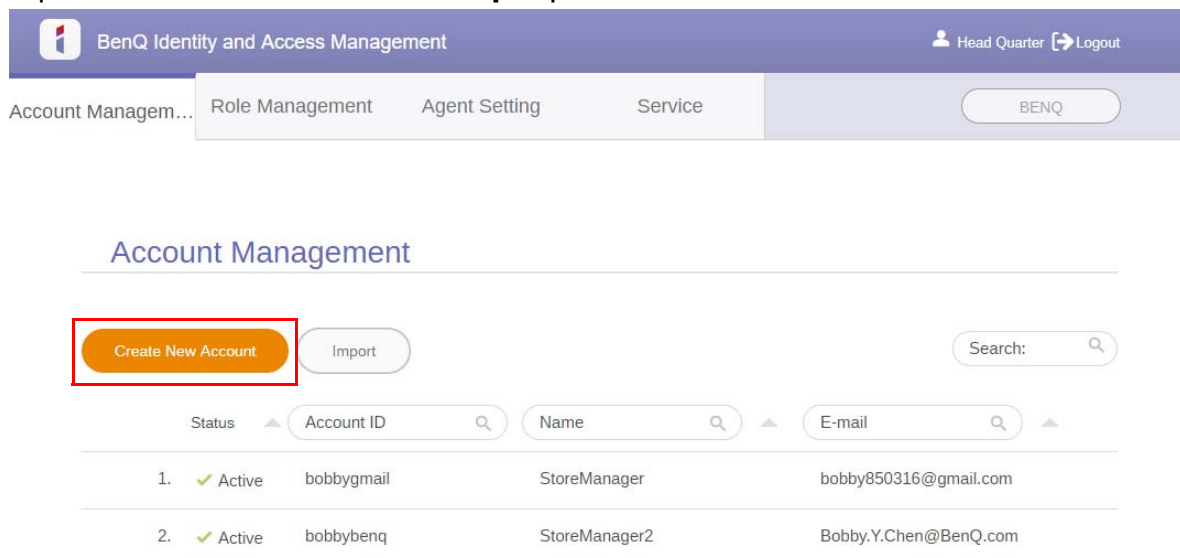 BenQ Identity and Access Management Head Quarter Logout
Account Managem... Role Management Agent Setting Service BENQ
Account Management
Create New Account Import Search:
Status Account ID Name E-mail
1. Active bobbygmail StoreManager bobby850316@gmail.com
2. Active bobbybenq StoreManager2 Bobby.Y.Chen@BenQ.com